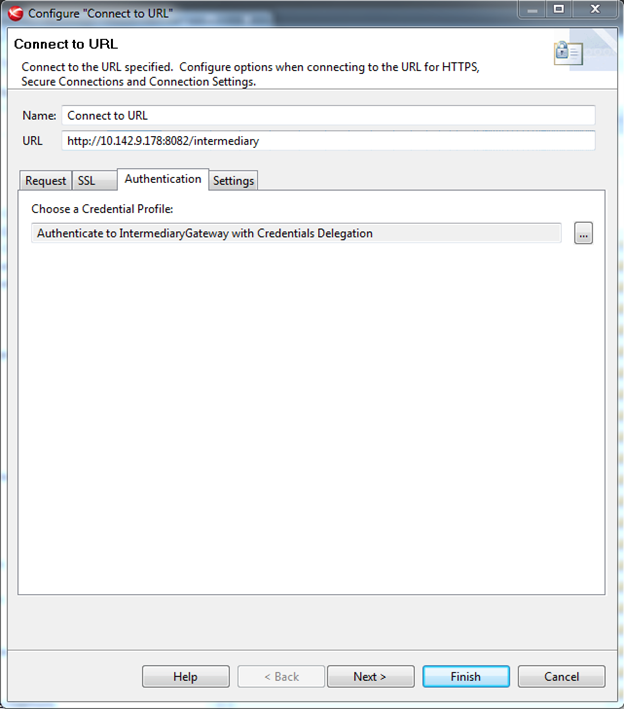 Configure "Connect to URL"
Connect to URL
Connect to the URL specified.  Configure options when connecting to the URL for HTTPS,
Secure Connections and Connection Settings.
Name: Connect to URL
URL http://10.142.9.178:8082/intermediary
Request SSL Authentication Settings
Choose a Credential Profile:
Authenticate to IntermediaryGateway with Credentials Delegation ...
Help < Back Next > Finish Cancel